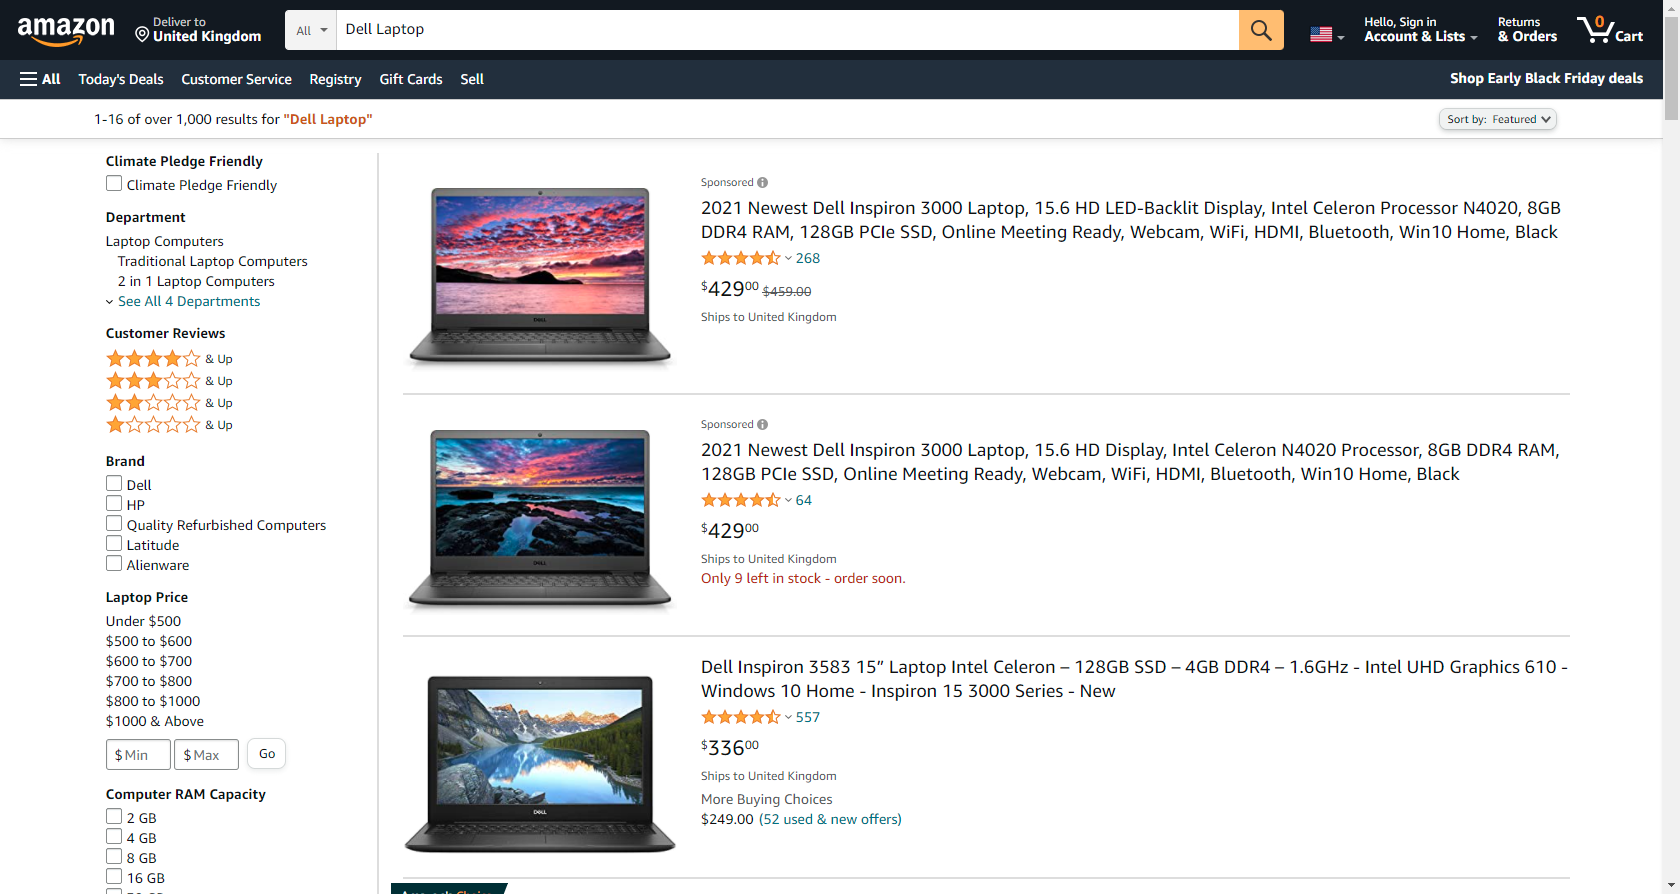 amazon
Deliver to
United Kingdom
All
Dell Laptop
Hello, Sign in
Account & Lists
Returns
& Orders
0
Cart
All
Today's Deals
Customer Service
Registry
Gift Cards
Sell
Shop Early Black Friday deals
1-16 of over 1,000 results for "Dell Laptop"
Sort by: Featured
Climate Pledge Friendly
Climate Pledge Friendly
Department
Laptop Computers
Traditional Laptop Computers
2 in 1 Laptop Computers
See All 4 Departments
Customer Reviews
& Up
& Up
& Up
& Up
Brand
Dell
HP
Quality Refurbished Computers
Latitude
Alienware
Laptop Price
Under $500
$500 to $600
$600 to $700
$700 to $800
$800 to $1000
$1000 & Above
$ Min
$ Max
Go
Computer RAM Capacity
2 GB
4 GB
8 GB
16 GB
DELL
Sponsored
2021 Newest Dell Inspiron 3000 Laptop, 15.6 HD LED-Backlit Display, Intel Celeron Processor N4020, 8GB
DDR4 RAM, 128GB PCIe SSD, Online Meeting Ready, Webcam, WiFi, HDMI, Bluetooth, Win10 Home, Black
268
$42900 $459.00
Ships to United Kingdom
DELL
Sponsored
2021 Newest Dell Inspiron 3000 Laptop, 15.6 HD Display, Intel Celeron N4020 Processor, 8GB DDR4 RAM,
128GB PCIe SSD, Online Meeting Ready, Webcam, WiFi, HDMI, Bluetooth, Win10 Home, Black
64
$42900
Ships to United Kingdom
Only 9 left in stock - order soon.
DELL
Dell Inspiron 3583 15” Laptop Intel Celeron – 128GB SSD – 4GB DDR4 – 1.6GHz - Intel UHD Graphics 610 -
Windows 10 Home - Inspiron 15 3000 Series - New
557
$33600
Ships to United Kingdom
More Buying Choices
$249.00 (52 used & new offers)